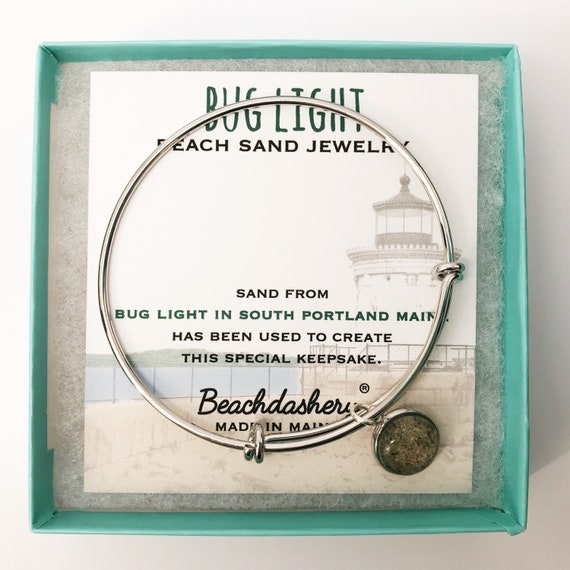 BUG LIGHT
BEACH SAND JEWELRY
SAND FROM
BUG LIGHT IN SOUTH PORTLAND MAINE
HAS BEEN USED TO CREATE
THIS SPECIAL KEEPSAKE.
Beachdashery®
MADE IN MAINE